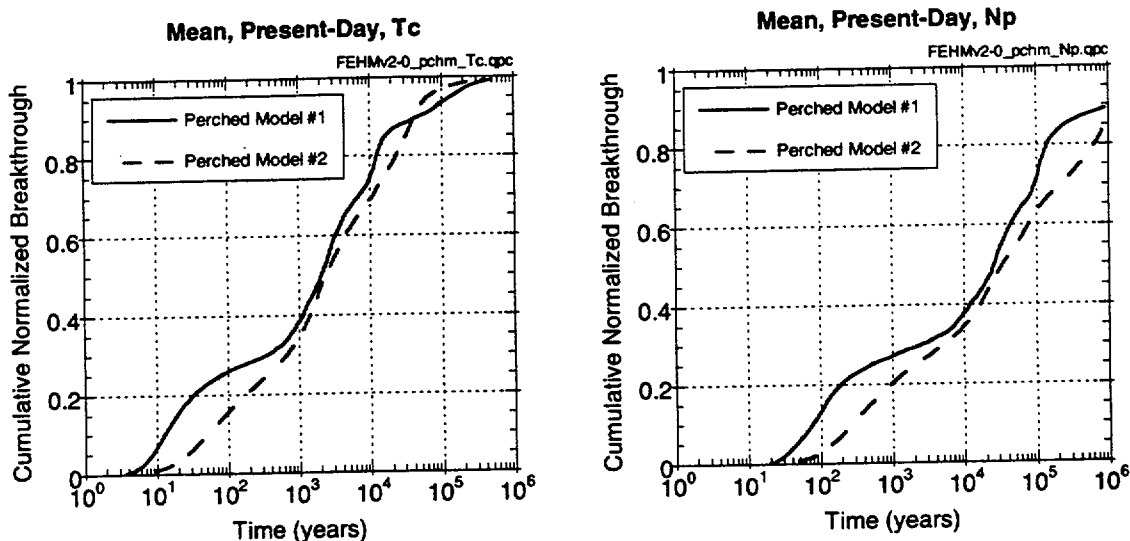 Mean, Present-Day, Tc
FEHMv2-0_pchm_Tc.qpc
Perched Model #1
Perched Model #2
Cumulative Normalized Breakthrough
1
0.8
0.6
0.4
0.2
0
10^0 10^1 10^2 10^3 10^4 10^5 10^6
Time (years)
Mean, Present-Day, Np
FEHMv2-0_pchm_Np.qpc
Perched Model #1
Perched Model #2
Cumulative Normalized Breakthrough
1
0.8
0.6
0.4
0.2
0
10^0 10^1 10^2 10^3 10^4 10^5 10^6
Time (years)